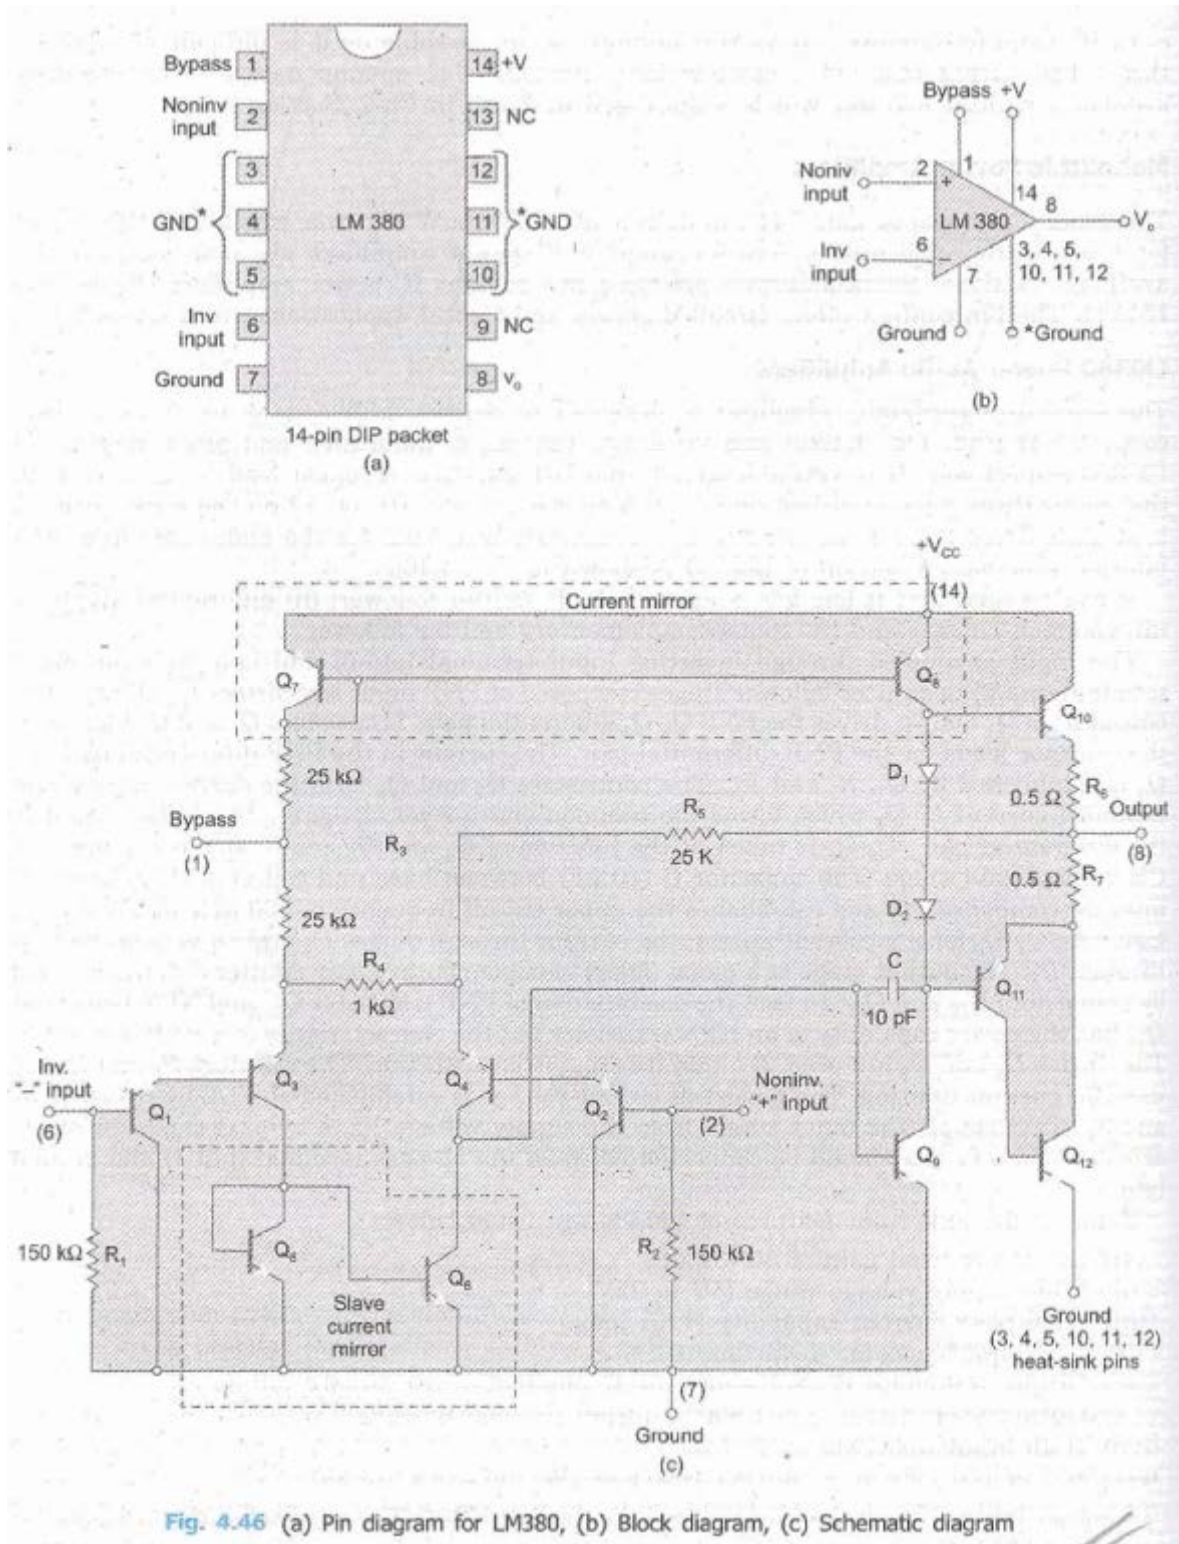 Bypass 1
14 +V
Noninv
input 2
13 NC
3
12
GND* 4
LM 380
11 *GND
5
10
Inv
input 6
9 NC
Ground 7
8 vo
14-pin DIP packet
(a)
Bypass +V
Noniv
input
2
+
1
14
8
LM 380
Vo
Inv
input
6
–
7
3, 4, 5,
10, 11, 12
Ground
*Ground
(b)
+VCC
(14)
Current mirror
Q7
Q8
Q10
25 kΩ
D1
0.5 Ω
R6
Output
Bypass
(1)
R3
R5
25 K
(8)
0.5 Ω
R7
25 kΩ
D2
R4
1 kΩ
C
10 pF
Q11
Inv.
"–" input
(6)
Q1
Q3
Q4
Q2
Noninv.
"+" input
(2)
Q9
Q12
150 kΩ
R1
Q5
Q6
R2
150 kΩ
Slave
current
mirror
Ground
(3, 4, 5, 10, 11, 12)
heat-sink pins
(7)
Ground
(c)
Fig. 4.46 (a) Pin diagram for LM380, (b) Block diagram, (c) Schematic diagram